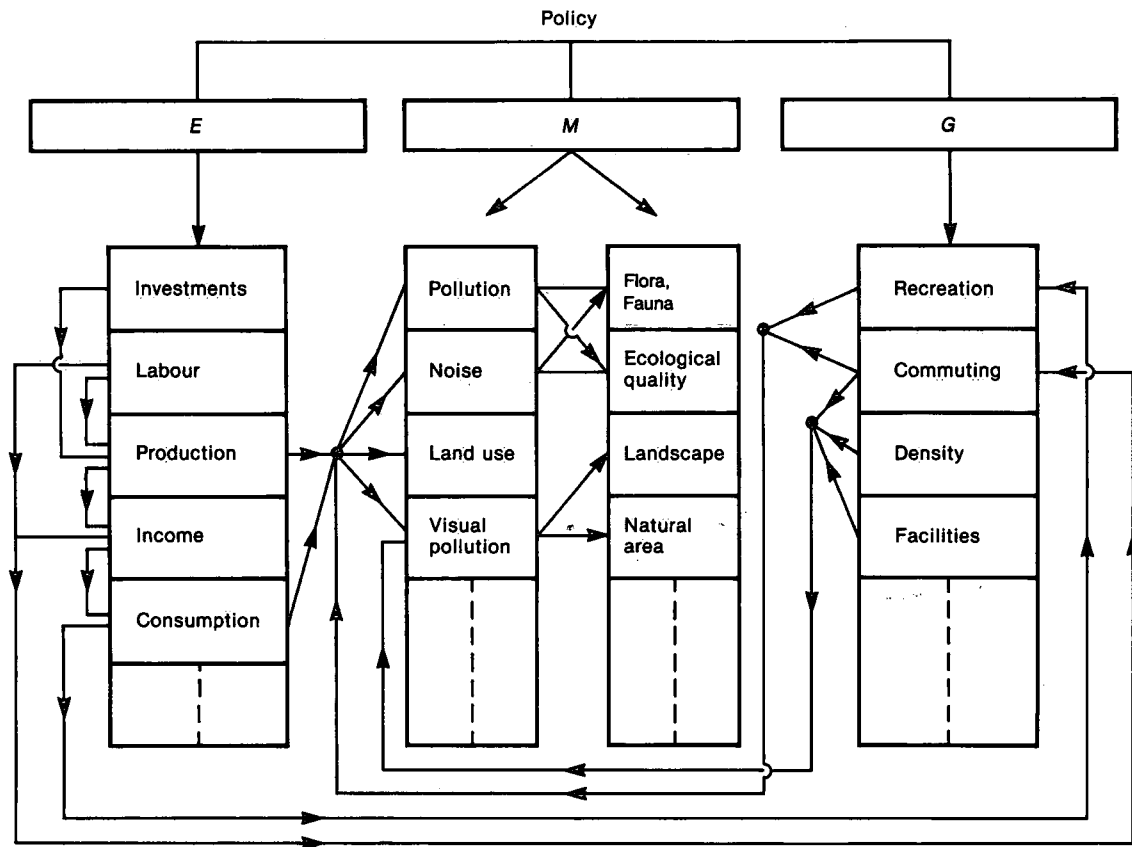 Policy
E
M
G
Investments
Labour
Production
Income
Consumption
Pollution
Noise
Land use
Visual
pollution
Flora,
Fauna
Ecological
quality
Landscape
Natural
area
Recreation
Commuting
Density
Facilities